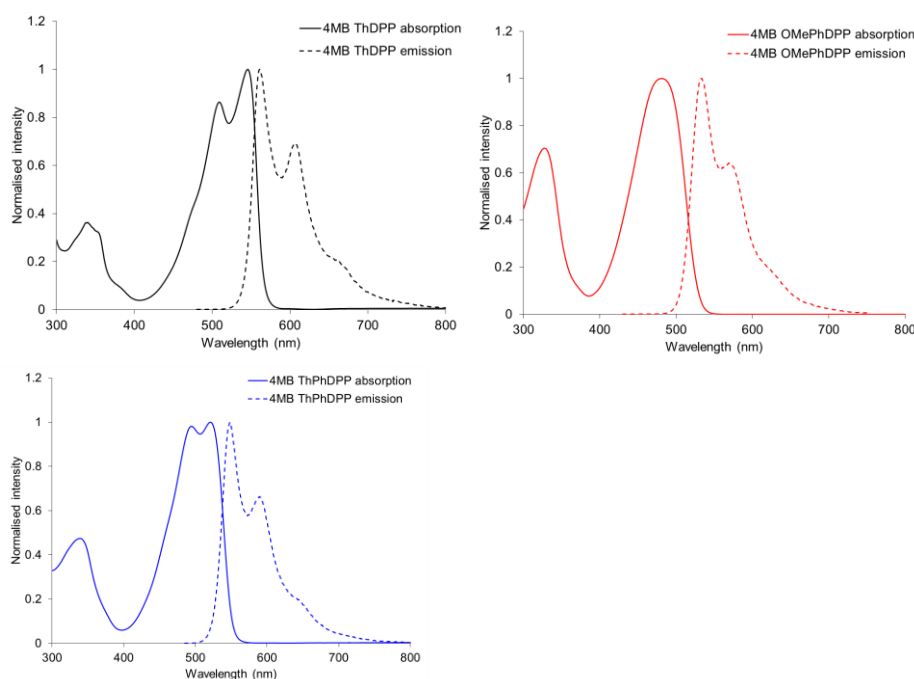 1.2
1
0.8
0.6
0.4
0.2
0
Normalised intensity
4MB ThDPP absorption
4MB ThDPP emission
300 400 500 600 700 800
Wavelength (nm)
1.2
1
0.8
0.6
0.4
0.2
0
Normalised intensity
4MB OMePhDPP absorption
4MB OMePhDPP emission
300 400 500 600 700 800
Wavelength (nm)
1.2
1
0.8
0.6
0.4
0.2
0
Normalised intensity
4MB ThPhDPP absorption
4MB ThPhDPP emission
300 400 500 600 700 800
Wavelength (nm)